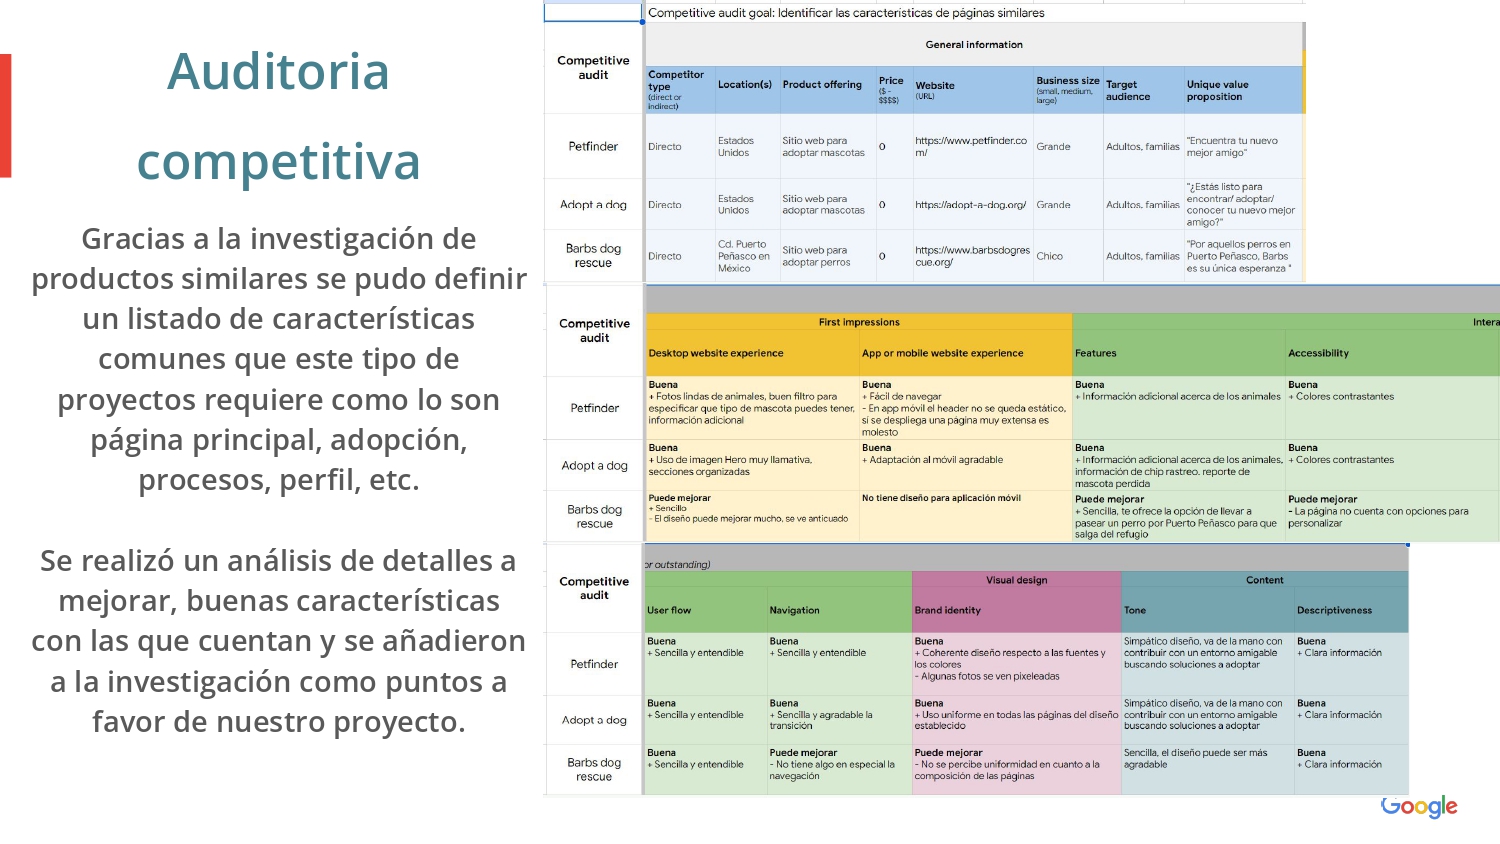 Auditoria
competitiva
Gracias a la investigación de
productos similares se pudo definir
un listado de características
comunes que este tipo de
proyectos requiere como lo son
página principal, adopción,
procesos, perfil, etc.
Se realizó un análisis de detalles a
mejorar, buenas características
con las que cuentan y se añadieron
a la investigación como puntos a
favor de nuestro proyecto.
Competitive audit goal: Identificar las características de páginas similares
Competitive
audit
General information
Competitor
type
(direct or
indirect)
Location(s)
Product offering
Price
($ -
$$$$)
Website
(URL)
Business size
(small, medium,
large)
Target
audience
Unique value
proposition
Petfinder
Directo
Estados
Unidos
Sitio web para
adoptar mascotas
0
https://www.petfinder.co
m/
Grande
Adultos, familias
"Encuentra tu nuevo
mejor amigo"
Adopt a dog
Directo
Estados
Unidos
Sitio web para
adoptar mascotas
0
https://adopt-a-dog.org/
Grande
Adultos, familias
"¿Estás listo para
encontrar/ adoptar/
conocer tu nuevo mejor
amigo?"
Barbs dog
rescue
Directo
Cd. Puerto
Peñasco en
México
Sitio web para
adoptar perros
0
https://www.barbsdogres
cue.org/
Chico
Adultos, familias
"Por aquellos perros en
Puerto Peñasco, Barbs
es su única esperanza "
Competitive
audit
First impressions
Intera
Desktop website experience
App or mobile website experience
Features
Accessibility
Petfinder
Buena
+ Fotos lindas de animales, buen filtro para
especificar que tipo de mascota puedes tener,
información adicional
Buena
+ Fácil de navegar
- En app móvil el header no se queda estático,
sí se despliega una página muy extensa es
molesto
Buena
+ Información adicional acerca de los animales
Buena
+ Colores contrastantes
Adopt a dog
Buena
+ Uso de imagen Hero muy llamativa,
secciones organizadas
Buena
+ Adaptación al móvil agradable
Buena
+ Información adicional acerca de los animales,
información de chip rastreo. reporte de
mascota perdida
Buena
+ Colores contrastantes
Barbs dog
rescue
Puede mejorar
+ Sencillo
- El diseño puede mejorar mucho, se ve anticuado
No tiene diseño para aplicación móvil
Puede mejorar
+ Sencilla, te ofrece la opción de llevar a
pasear un perro por Puerto Peñasco para que
salga del refugio
Puede mejorar
- La página no cuenta con opciones para
personalizar
or outstanding)
Competitive
audit
Visual design
Content
User flow
Navigation
Brand identity
Tone
Descriptiveness
Petfinder
Buena
+ Sencilla y entendible
Buena
+ Sencilla y entendible
Buena
+ Coherente diseño respecto a las fuentes y
los colores
- Algunas fotos se ven pixeleadas
Simpático diseño, va de la mano con
contribuir con un entorno amigable
buscando soluciones a adoptar
Buena
+ Clara información
Adopt a dog
Buena
+ Sencilla y entendible
Buena
+ Sencilla y agradable la
transición
Buena
+ Uso uniforme en todas las páginas del diseño
establecido
Simpático diseño, va de la mano con
contribuir con un entorno amigable
buscando soluciones a adoptar
Buena
+ Clara información
Barbs dog
rescue
Buena
+ Sencilla y entendible
Puede mejorar
- No tiene algo en especial la
navegación
Puede mejorar
- No se percibe uniformidad en cuanto a la
composición de las páginas
Sencilla, el diseño puede ser más
agradable
Buena
+ Clara información
Google